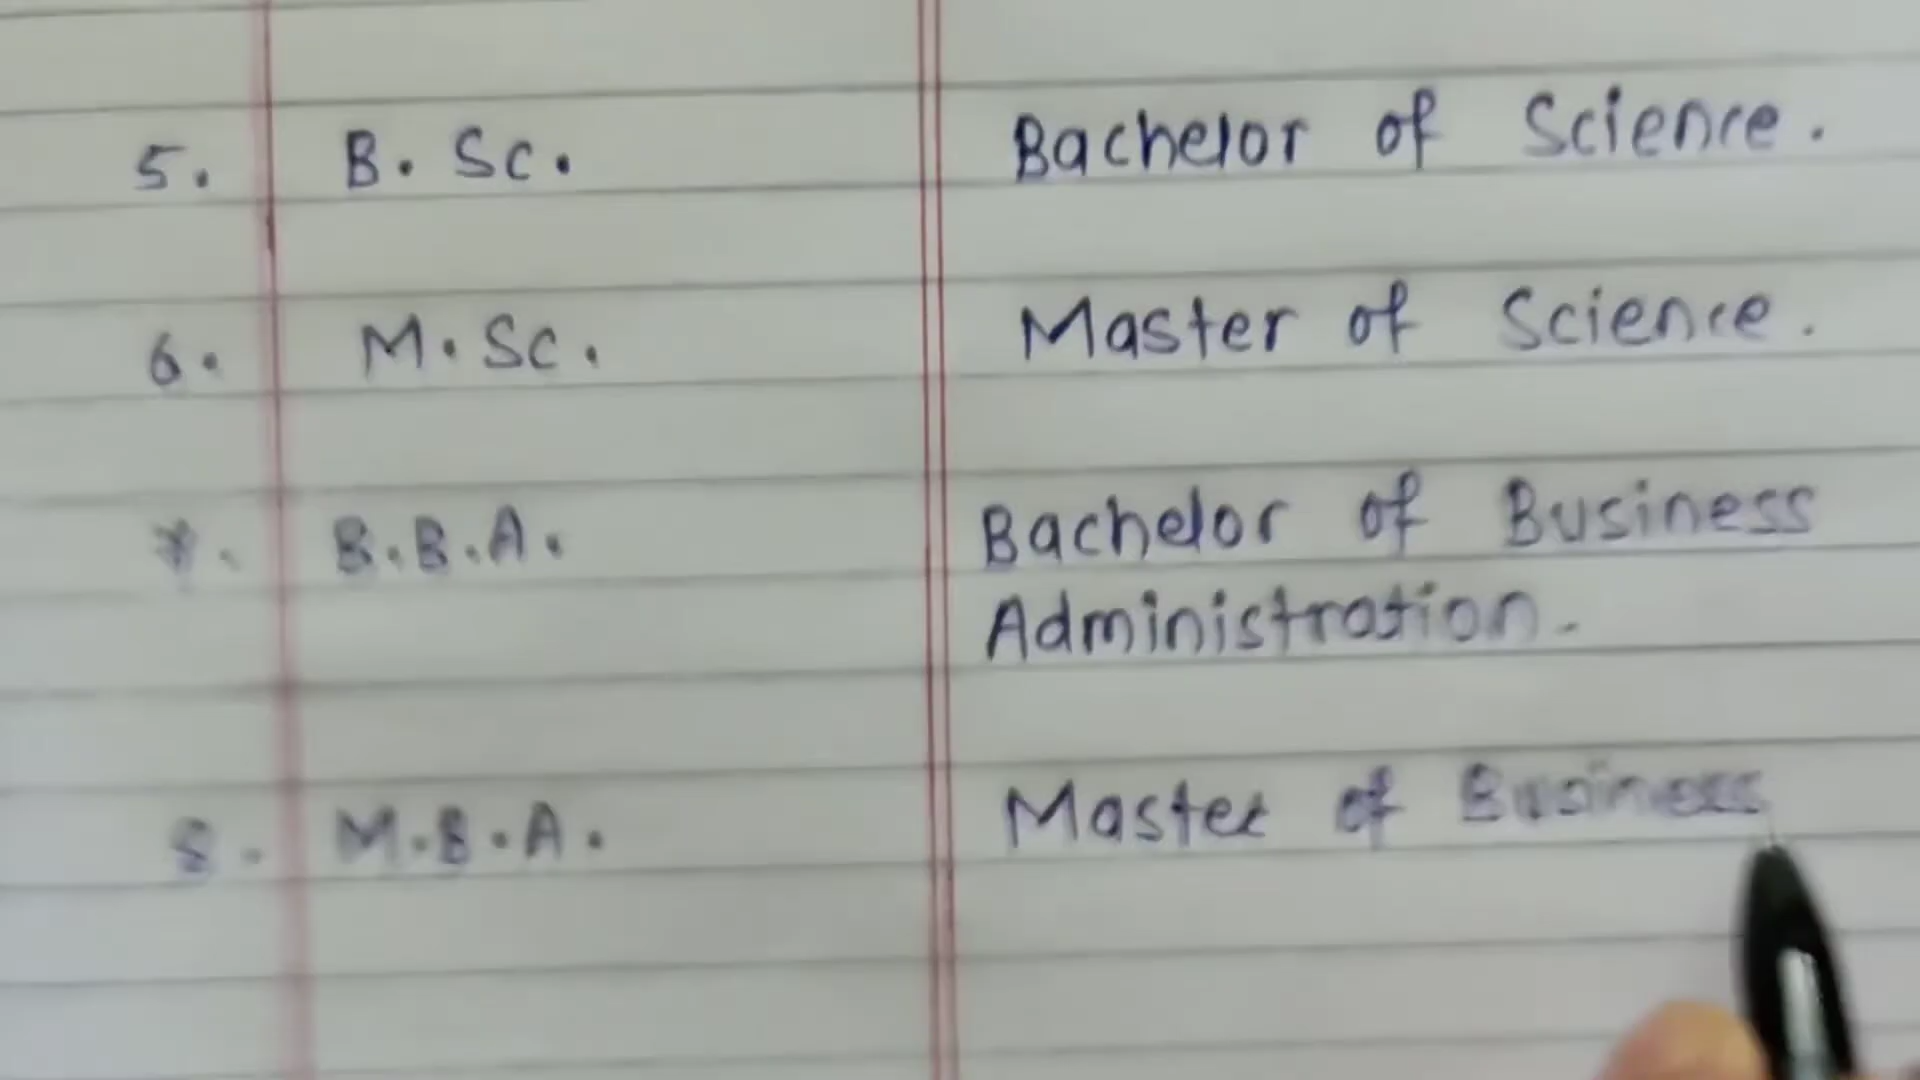 5. B. Sc. Bachelor of Science.
6. M. Sc. Master of Science.
7. B.B.A. Bachelor of Business
Administration.
8. M.B.A. Master of Business